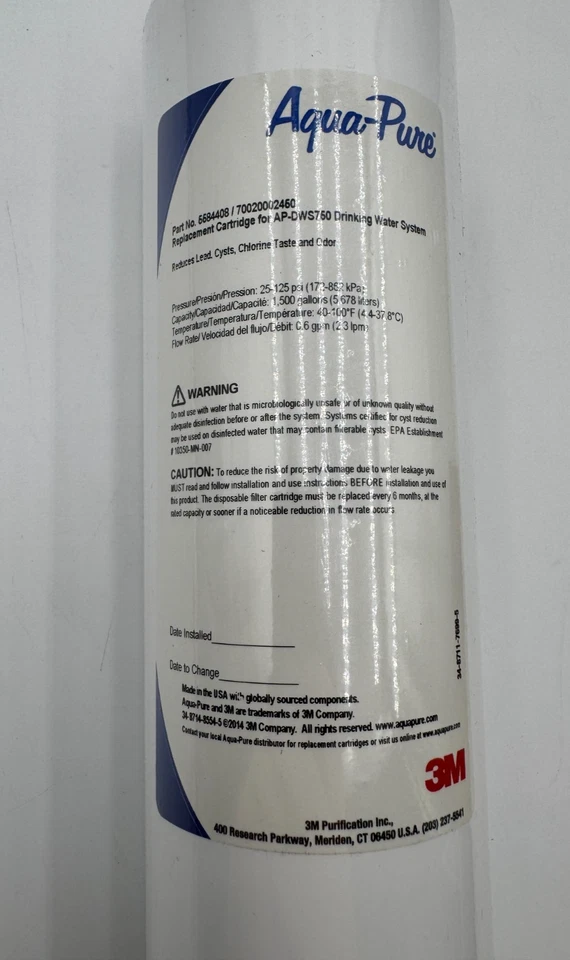 Aqua-Pure
Part No. 5584408 / 70020002460
Replacement Cartridge for AP-DWS750 Drinking Water System
Reduces Lead, Cysts, Chlorine Taste and Odor
Pressure/Presión/Pression: 25-125 psi (172-862 kPa)
Capacity/Capacidad/Capacité: 1,500 gallons (5 678 liters)
Temperature/Temperatura/Température: 40-100°F (4.4-37.8°C)
Flow Rate/ Velocidad del flujo/Débit: 0.6 gpm (2.3 lpm)
WARNING
Do not use with water that is microbiologically unsafe or of unknown quality without
adequate disinfection before or after the system. Systems certified for cyst reduction
may be used on disinfected water that may contain filterable cysts. EPA Establishment
# 10350-MN-007
CAUTION: To reduce the risk of property damage due to water leakage you
MUST read and follow installation and use instructions BEFORE installation and use of
this product. The disposable filter cartridge must be replaced every 6 months, at the
rated capacity or sooner if a noticeable reduction in flow rate occurs
Date Installed
Date to Change
Made in the USA with globally sourced components.
Aqua-Pure and 3M are trademarks of 3M Company.
34-8714-8554-5 ©2014 3M Company. All rights reserved. www.aquapure.com
Contact your local Aqua-Pure distributor for replacement cartridges or visit us online at www.aquapure.com
34-8711-7699-5
3M
3M Purification Inc.,
400 Research Parkway, Meriden, CT 06450 U.S.A. (203) 237-5541